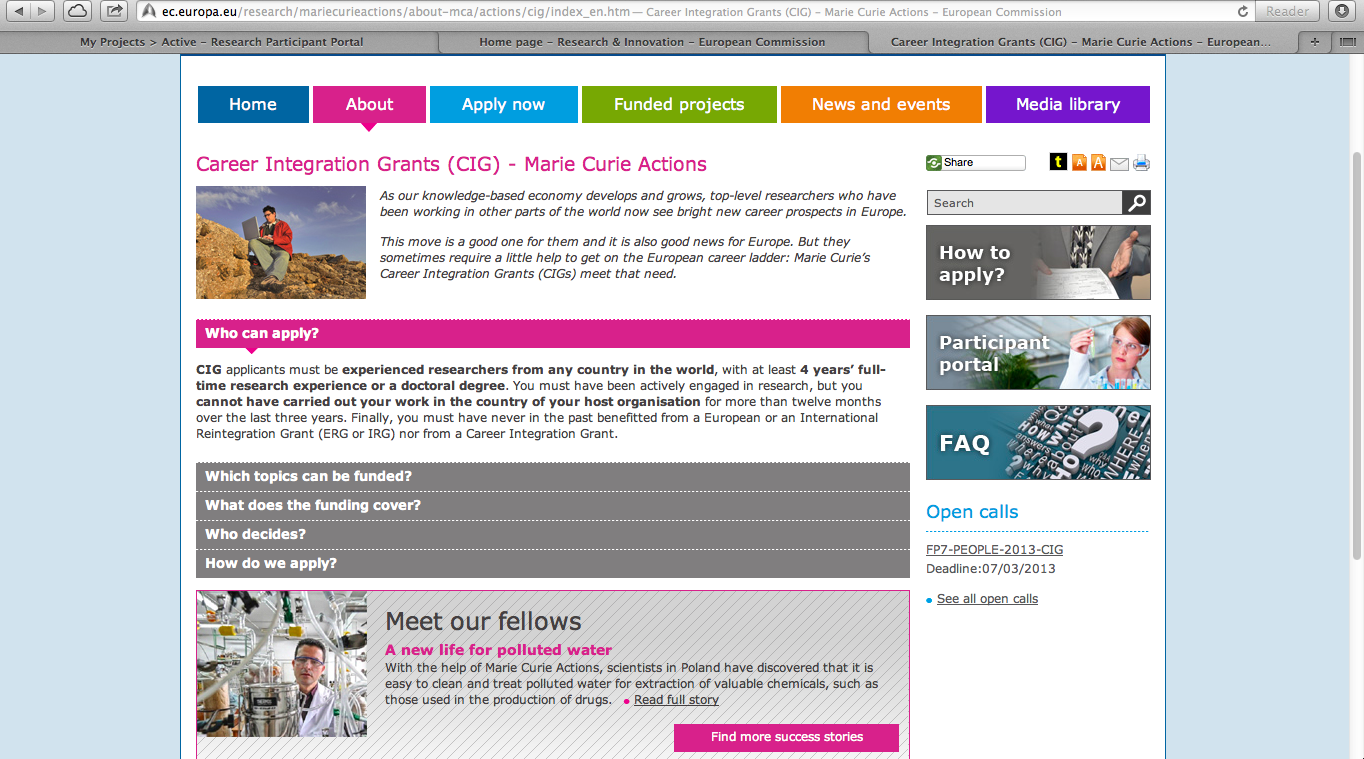 ec.europa.eu/research/mariecurieactions/about-mca/actions/cig/index_en.htm — Career Integration Grants (CIG) – Marie Curie Actions – European Commission
Reader
My Projects > Active – Research Participant Portal
Home page – Research & Innovation – European Commission
Career Integration Grants (CIG) – Marie Curie Actions – European...
Home
About
Apply now
Funded projects
News and events
Media library
Career Integration Grants (CIG) - Marie Curie Actions
As our knowledge-based economy develops and grows, top-level researchers who have
been working in other parts of the world now see bright new career prospects in Europe.
This move is a good one for them and it is also good news for Europe. But they
sometimes require a little help to get on the European career ladder: Marie Curie’s
Career Integration Grants (CIGs) meet that need.
Who can apply?
CIG applicants must be experienced researchers from any country in the world, with at least 4 years’ full-
time research experience or a doctoral degree. You must have been actively engaged in research, but you
cannot have carried out your work in the country of your host organisation for more than twelve months
over the last three years. Finally, you must have never in the past benefitted from a European or an International
Reintegration Grant (ERG or IRG) nor from a Career Integration Grant.
Which topics can be funded?
What does the funding cover?
Who decides?
How do we apply?
Meet our fellows
A new life for polluted water
With the help of Marie Curie Actions, scientists in Poland have discovered that it is
easy to clean and treat polluted water for extraction of valuable chemicals, such as
those used in the production of drugs. • Read full story
Find more success stories
Share
t
A
A
Search
How to
apply?
Participant
portal
FAQ
Open calls
FP7-PEOPLE-2013-CIG
Deadline:07/03/2013
• See all open calls